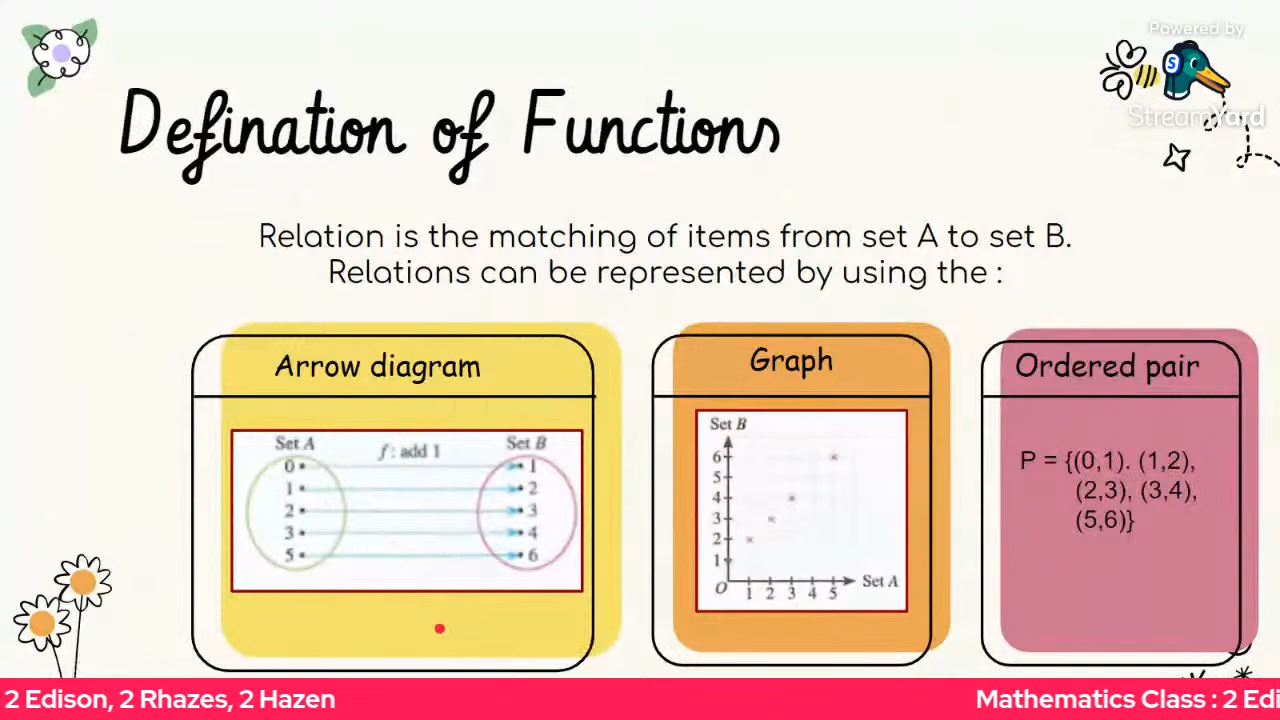 Powered by
StreamYard
Defination of Functions
Relation is the matching of items from set A to set B.
Relations can be represented by using the :
Arrow diagram
Set A f : add 1 Set B
0 1
1 2
2 3
3 4
5 6
Graph
Set B
6
5
4
3
2
1
O 1 2 3 4 5 Set A
Ordered pair
P = {(0,1). (1,2),
(2,3), (3,4),
(5,6)}
2 Edison, 2 Rhazes, 2 Hazen
Mathematics Class : 2 Edi